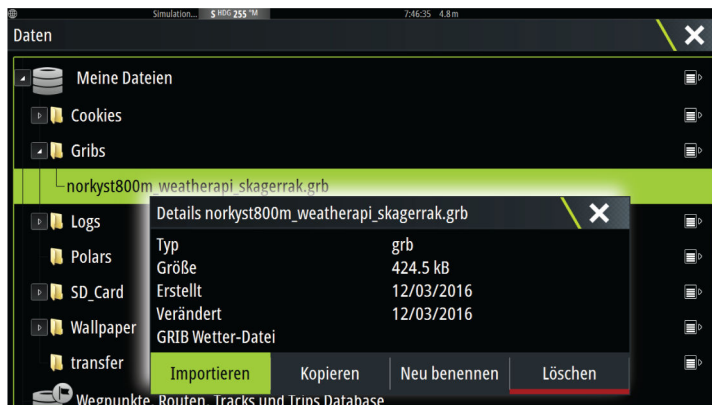 Simulation... S HDG 255 °M 7:46:35 4.8 m
Daten
Meine Dateien
Cookies
Gribs
norkyst800m_weatherapi_skagerrak.grb
Details norkyst800m_weatherapi_skagerrak.grb
Logs
Typ grb
Größe 424.5 kB
Polars
Erstellt 12/03/2016
SD_Card
Verändert 12/03/2016
Wallpaper
GRIB Wetter-Datei
transfer
Importieren Kopieren Neu benennen Löschen
Wegpunkte, Routen, Tracks und Trips Database